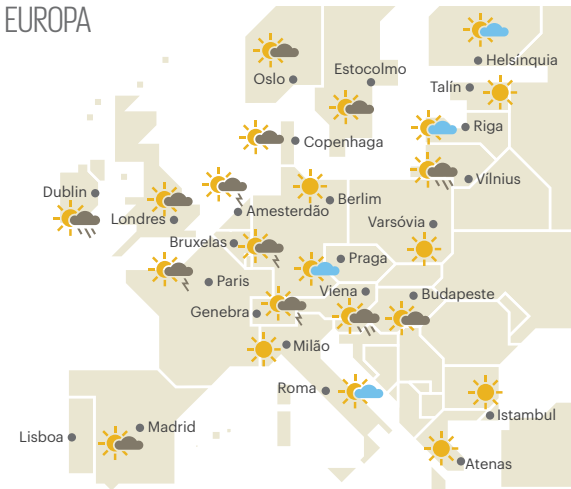 EUROPA
Helsínquia
Estocolmo
Oslo
Talín
Riga
Copenhaga
Vilnius
Dublin
Berlim
Amesterdão
Londres
Varsóvia
Bruxelas
Praga
Paris
Viena
Budapeste
Genebra
Milão
Roma
Istambul
Madrid
Lisboa
Atenas